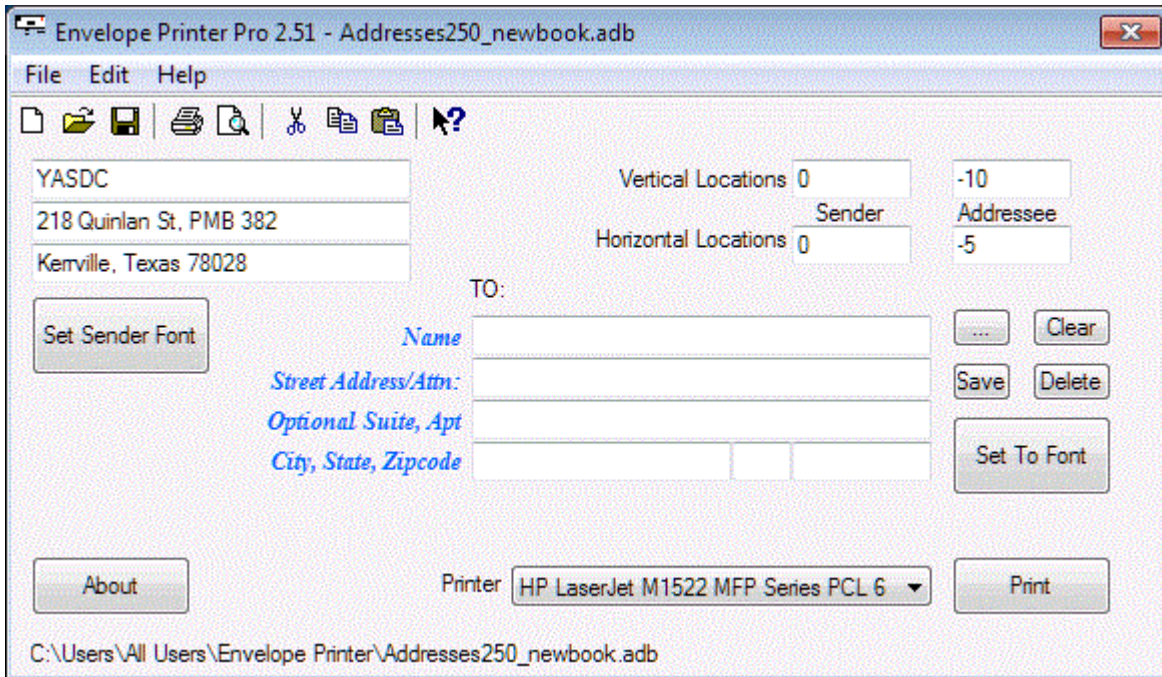 Envelope Printer Pro 2.51 - Addresses250_newbook.adb
File Edit Help
YASDC
218 Quinlan St, PMB 382
Kerrville, Texas 78028
Vertical Locations 0 -10
Sender Addressee
Horizontal Locations 0 -5
TO:
Set Sender Font
Name
... Clear
Street Address/Attn:
Save Delete
Optional Suite, Apt
City, State, Zipcode
Set To Font
About
Printer HP LaserJet M1522 MFP Series PCL 6
Print
C:\Users\All Users\Envelope Printer\Addresses250_newbook.adb